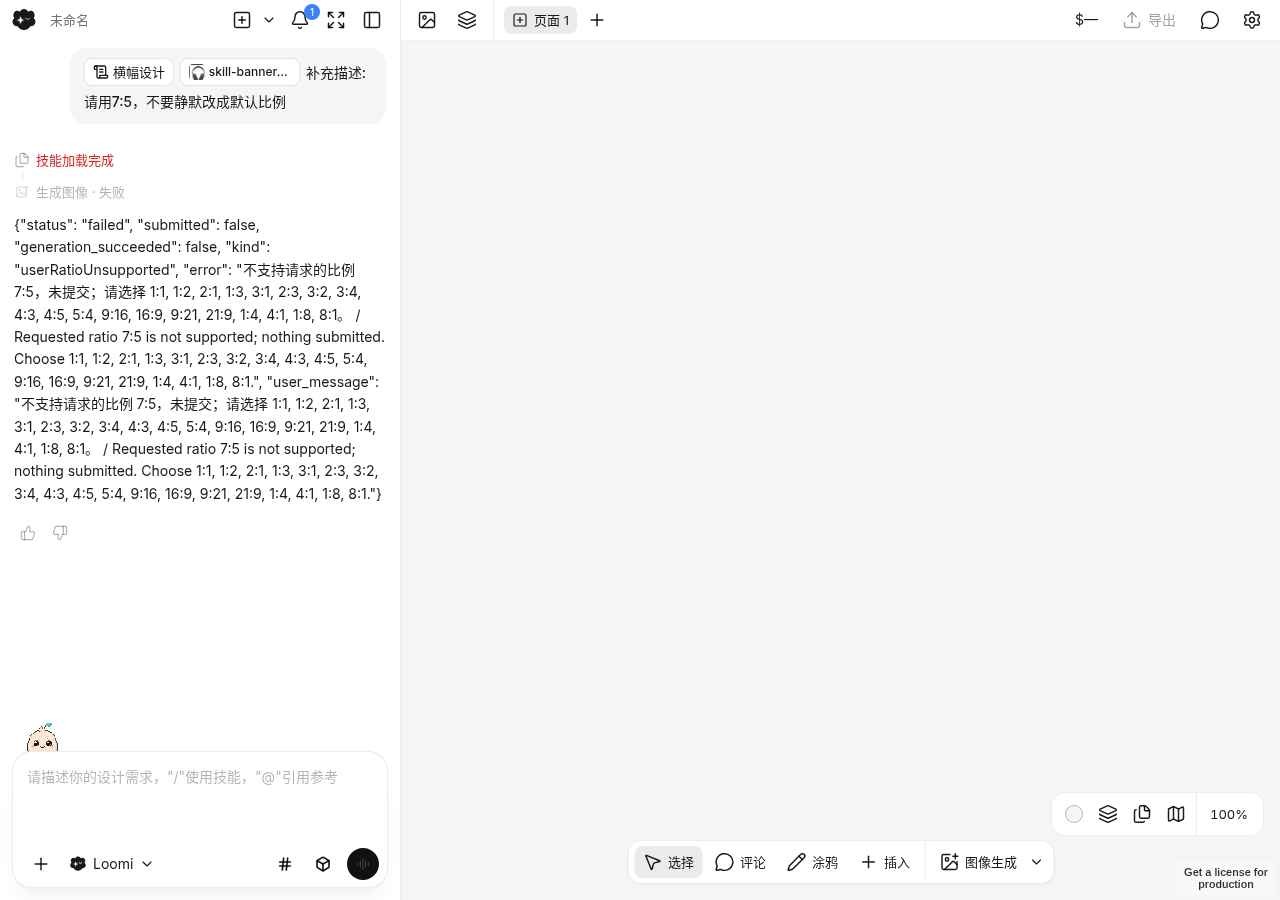 未命名
1
页面 1
$—
导出
横幅设计
skill-banner...
补充描述:
请用7:5，不要静默改成默认比例
技能加载完成
生成图像 · 失败
{"status": "failed", "submitted": false,
"generation_succeeded": false, "kind":
"userRatioUnsupported", "error": "不支持请求的比例
7:5，未提交；请选择 1:1, 1:2, 2:1, 1:3, 3:1, 2:3, 3:2, 3:4,
4:3, 4:5, 5:4, 9:16, 16:9, 9:21, 21:9, 1:4, 4:1, 1:8, 8:1。 /
Requested ratio 7:5 is not supported; nothing submitted.
Choose 1:1, 1:2, 2:1, 1:3, 3:1, 2:3, 3:2, 3:4, 4:3, 4:5, 5:4,
9:16, 16:9, 9:21, 21:9, 1:4, 4:1, 1:8, 8:1.", "user_message":
"不支持请求的比例 7:5，未提交；请选择 1:1, 1:2, 2:1, 1:3,
3:1, 2:3, 3:2, 3:4, 4:3, 4:5, 5:4, 9:16, 16:9, 9:21, 21:9, 1:4,
4:1, 1:8, 8:1。 / Requested ratio 7:5 is not supported;
nothing submitted. Choose 1:1, 1:2, 2:1, 1:3, 3:1, 2:3, 3:2,
3:4, 4:3, 4:5, 5:4, 9:16, 16:9, 9:21, 21:9, 1:4, 4:1, 1:8, 8:1."}
请描述你的设计需求，"/"使用技能，"@"引用参考
Loomi
100%
选择
评论
涂鸦
插入
图像生成
Get a license for
production